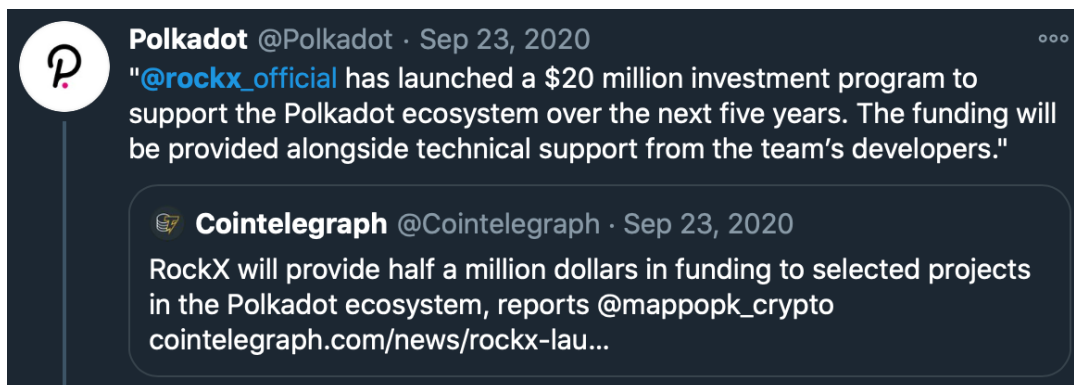 Polkadot @Polkadot · Sep 23, 2020
"@rockx_official has launched a $20 million investment program to
support the Polkadot ecosystem over the next five years. The funding will
be provided alongside technical support from the team’s developers."
Cointelegraph @Cointelegraph · Sep 23, 2020
RockX will provide half a million dollars in funding to selected projects
in the Polkadot ecosystem, reports @mappopk_crypto
cointelegraph.com/news/rockx-lau...